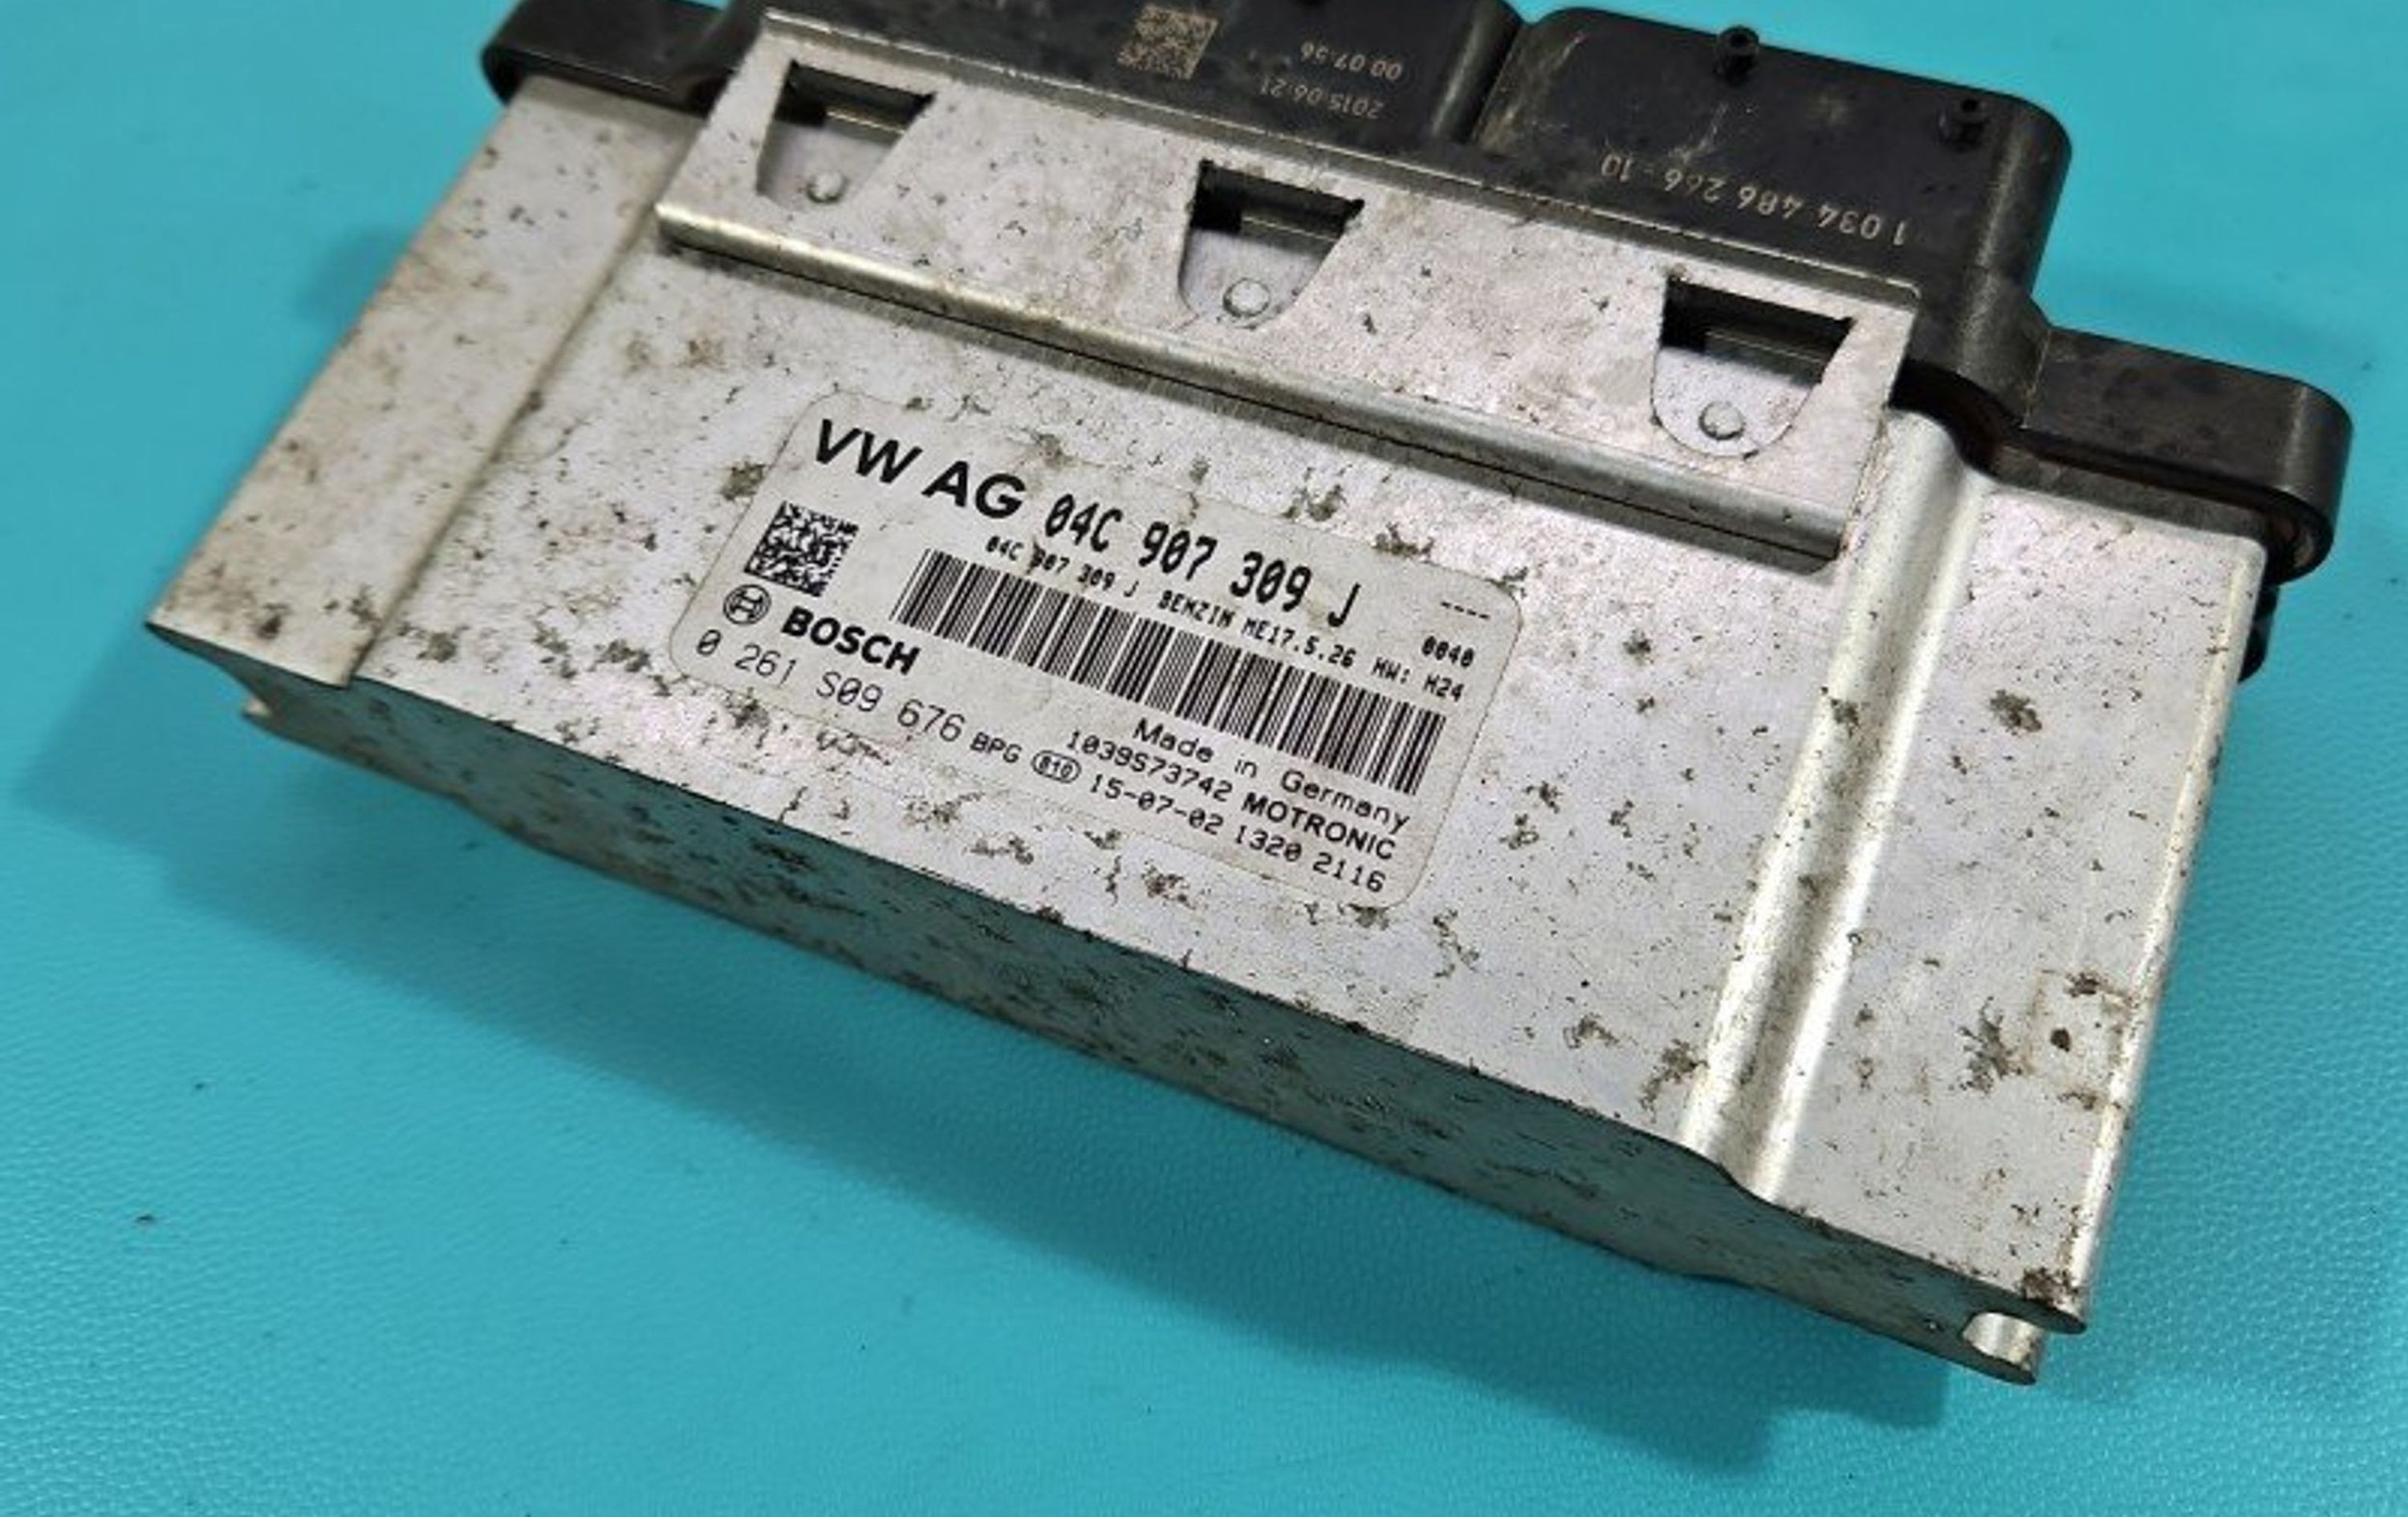 00:07:56
2015-06-21
1 034 486 266-10
VW AG 04C 907 309 J ----
04C 907 309 J BENZIN ME17.5.26 HW: H24 0040
BOSCH
0 261 S09 676
Made in Germany
1039S73742 MOTRONIC
BPG 810 15-07-02 1320 2116